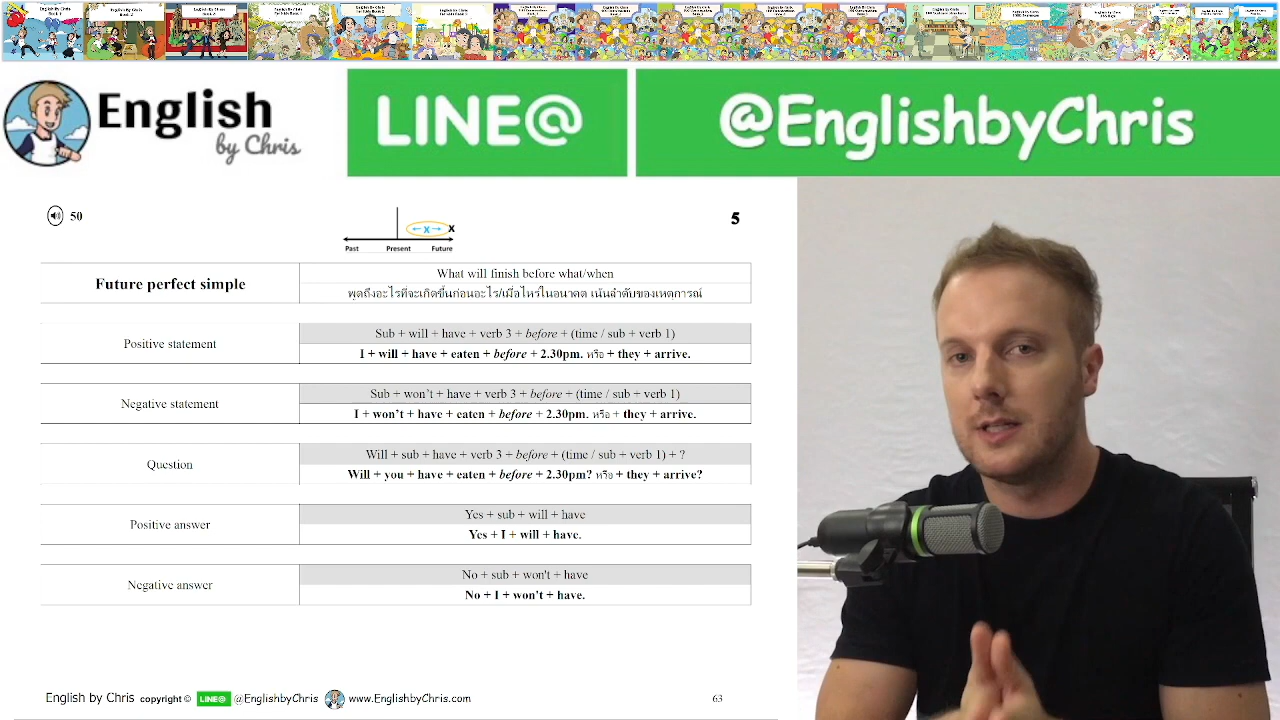 English
by Chris
LINE@
@EnglishbyChris
50
5
Past Present Future
Future perfect simple
What will finish before what/when
พูดถึงอะไรที่จะเกิดขึ้นก่อนอะไร/เมื่อไหร่ในอนาคต เน้นลำดับของเหตุการณ์
Positive statement
Sub + will + have + verb 3 + before + (time / sub + verb 1)
I + will + have + eaten + before + 2.30pm. หรือ + they + arrive.
Negative statement
Sub + won't + have + verb 3 + before + (time / sub + verb 1)
I + won't + have + eaten + before + 2.30pm. หรือ + they + arrive.
Question
Will + sub + have + verb 3 + before + (time / sub + verb 1) + ?
Will + you + have + eaten + before + 2.30pm? หรือ + they + arrive?
Positive answer
Yes + sub + will + have
Yes + I + will + have.
Negative answer
No + sub + won't + have
No + I + won't + have.
English by Chris copyright © LINE@ @EnglishbyChris www.EnglishbyChris.com
63